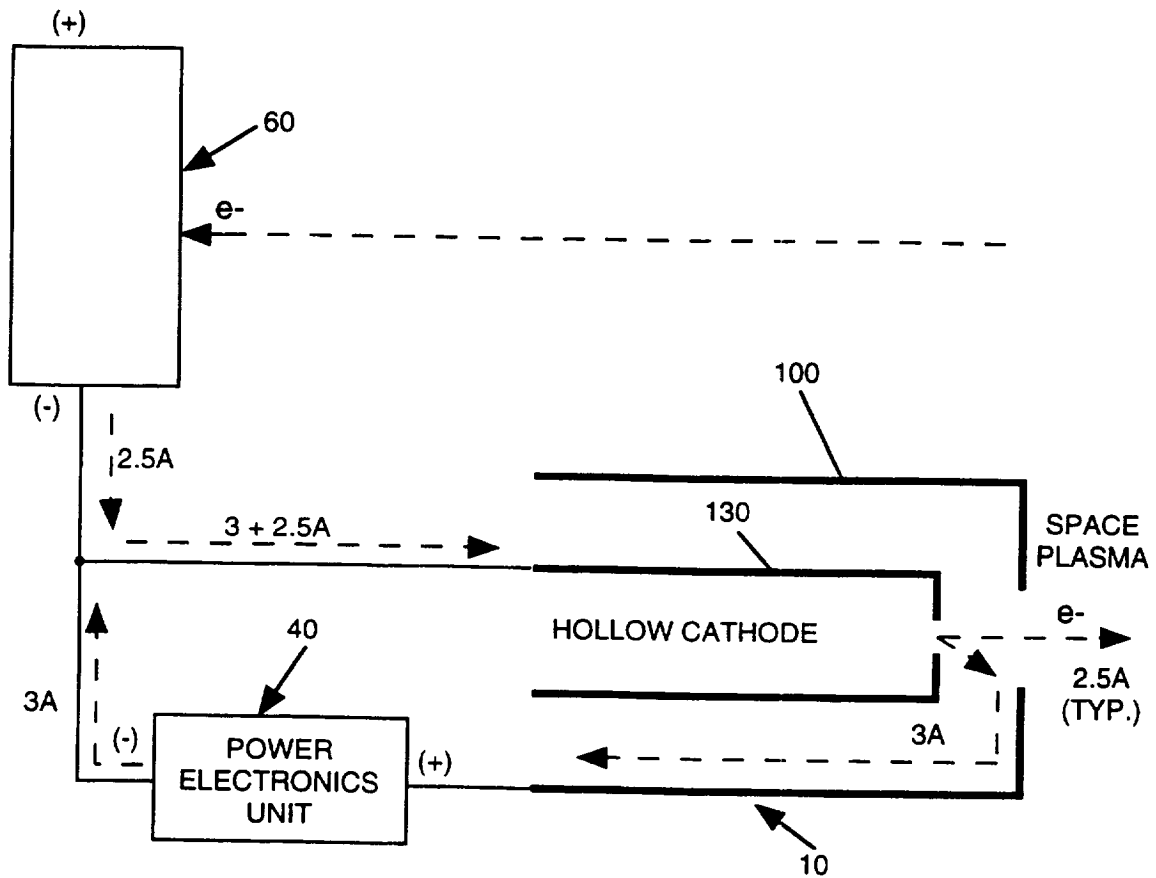 (+)
60
e-
(-)
2.5A
100
3 + 2.5A
130
SPACE
PLASMA
40
HOLLOW CATHODE
e-
3A
2.5A
(TYP.)
(-)
POWER
ELECTRONICS
UNIT
(+)
3A
10